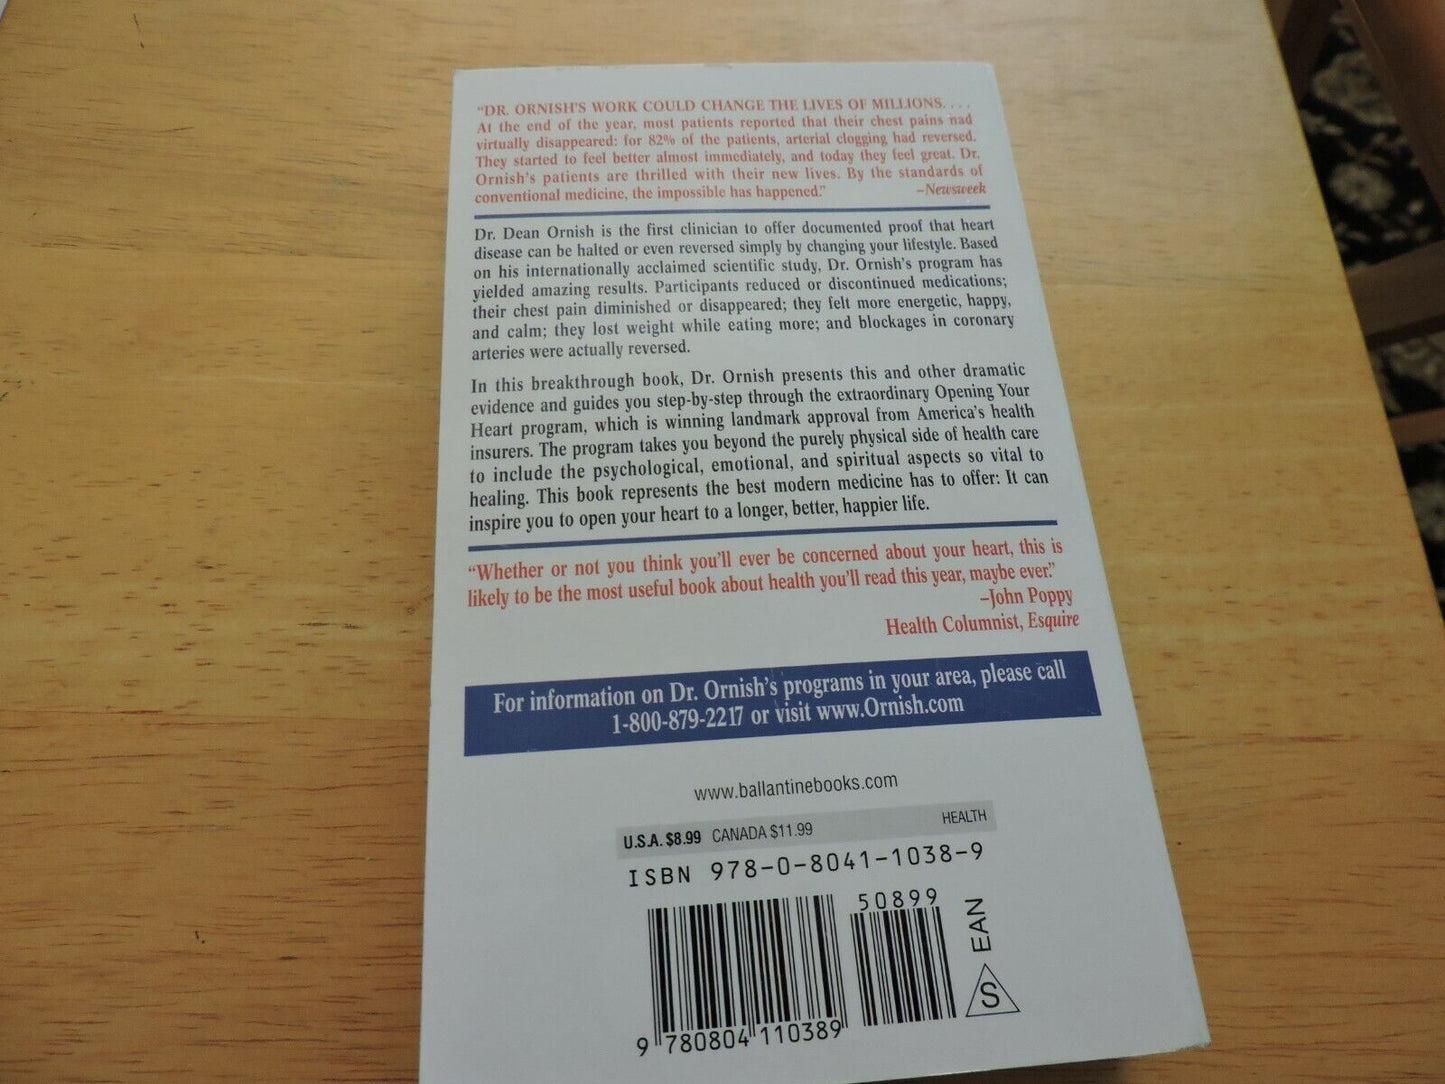 “DR. ORNISH'S WORK COULD CHANGE THE LIVES OF MILLIONS. . . .
At the end of the year, most patients reported that their chest pains had
virtually disappeared: for 82% of the patients, arterial clogging had reversed.
They started to feel better almost immediately, and today they feel great. Dr.
Ornish's patients are thrilled with their new lives. By the standards of
conventional medicine, the impossible has happened.” –Newsweek
Dr. Dean Ornish is the first clinician to offer documented proof that heart
disease can be halted or even reversed simply by changing your lifestyle. Based
on his internationally acclaimed scientific study, Dr. Ornish's program has
yielded amazing results. Participants reduced or discontinued medications;
their chest pain diminished or disappeared; they felt more energetic, happy,
and calm; they lost weight while eating more; and blockages in coronary
arteries were actually reversed.
In this breakthrough book, Dr. Ornish presents this and other dramatic
evidence and guides you step-by-step through the extraordinary Opening Your
Heart program, which is winning landmark approval from America's health
insurers. The program takes you beyond the purely physical side of health care
to include the psychological, emotional, and spiritual aspects so vital to
healing. This book represents the best modern medicine has to offer: It can
inspire you to open your heart to a longer, better, happier life.
“Whether or not you think you'll ever be concerned about your heart, this is
likely to be the most useful book about health you'll read this year, maybe ever.”
–John Poppy
Health Columnist, Esquire
For information on Dr. Ornish's programs in your area, please call
1-800-879-2217 or visit www.Ornish.com
www.ballantinebooks.com
U.S.A. $8.99 CANADA $11.99 HEALTH
ISBN 978-0-8041-1038-9
50899
EAN
S
9 780804 110389